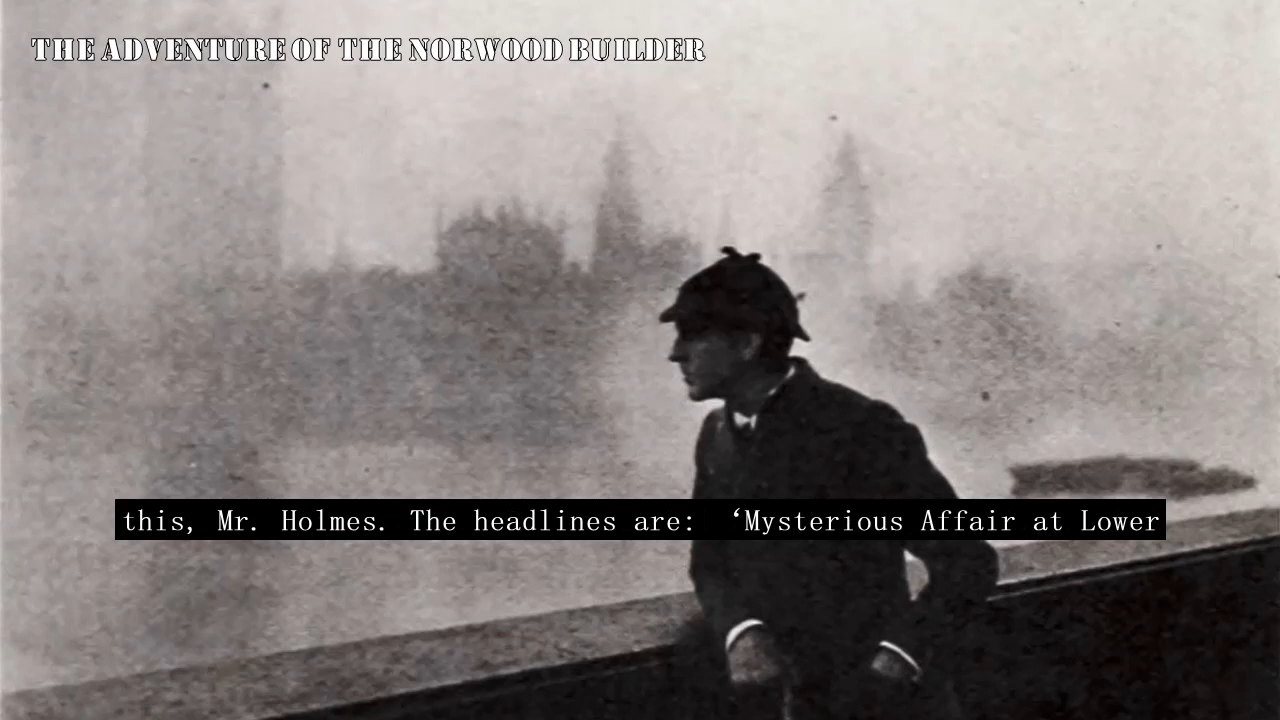 THE ADVENTURE OF THE NORWOOD BUILDER
this, Mr. Holmes. The headlines are: ‘Mysterious Affair at Lower